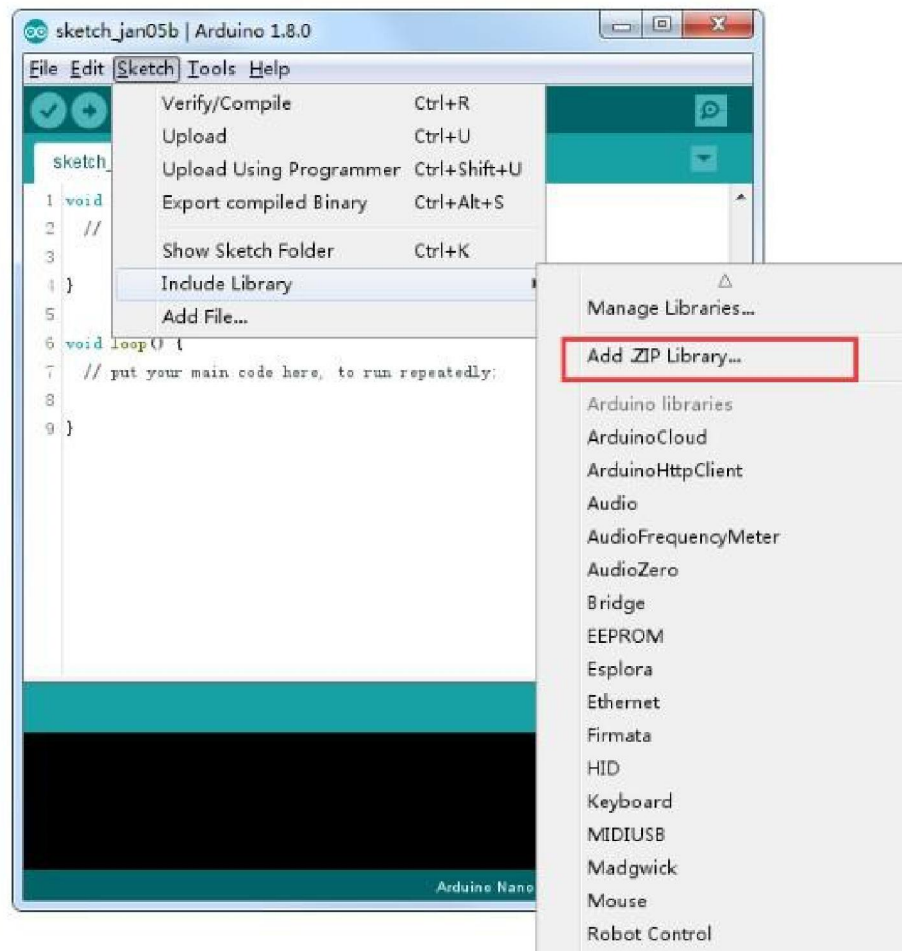 sketch_jan05b | Arduino 1.8.0
File Edit Sketch Tools Help
Verify/Compile Ctrl+R
Upload Ctrl+U
Upload Using Programmer Ctrl+Shift+U
Export compiled Binary Ctrl+Alt+S
Show Sketch Folder Ctrl+K
Include Library
Add File...
sketch_
1 void
2 //
3
4 }
5
6 void loop() {
7 // put your main code here, to run repeatedly:
8
9 }
Manage Libraries...
Add .ZIP Library...
Arduino libraries
ArduinoCloud
ArduinoHttpClient
Audio
AudioFrequencyMeter
AudioZero
Bridge
EEPROM
Esplora
Ethernet
Firmata
HID
Keyboard
MIDIUSB
Madgwick
Mouse
Robot Control
Arduino Nano